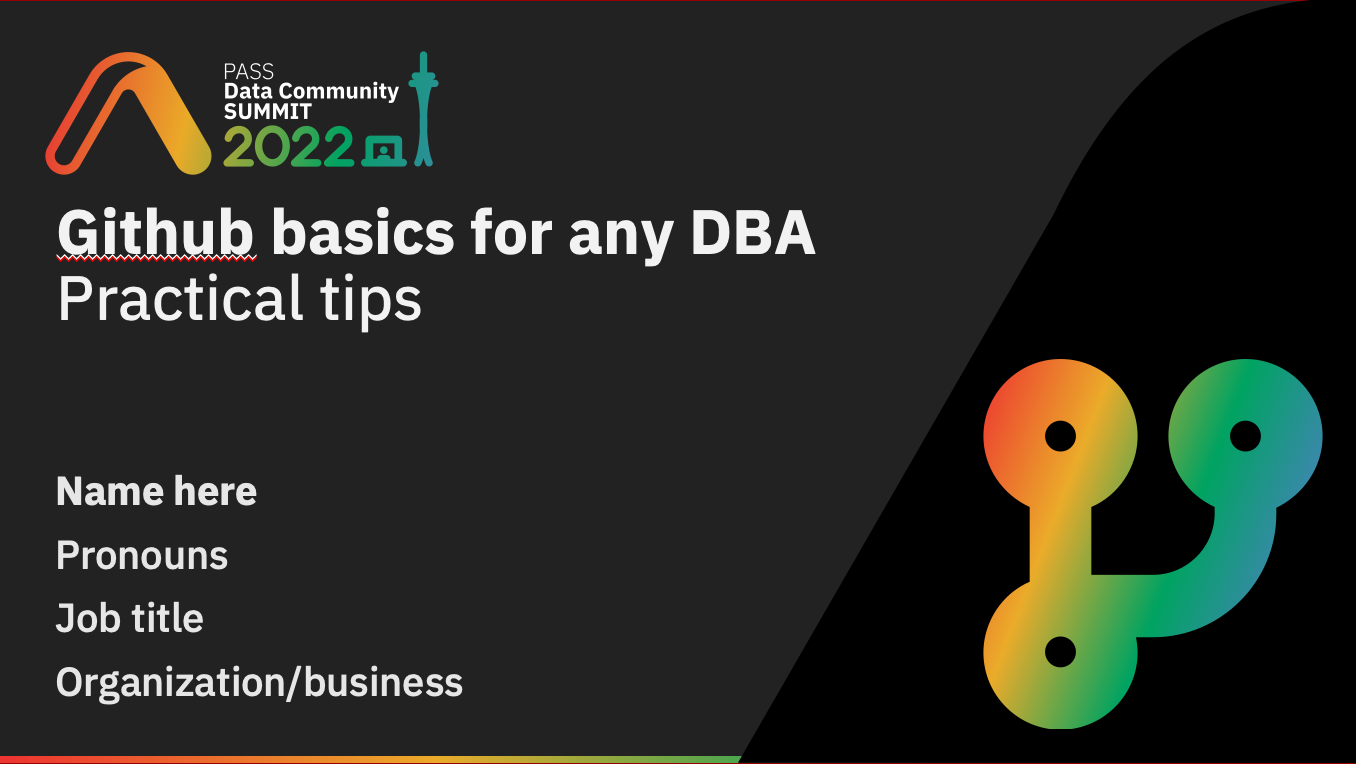 PASS
Data Community
SUMMIT
2022
Github basics for any DBA
Practical tips
Name here
Pronouns
Job title
Organization/business